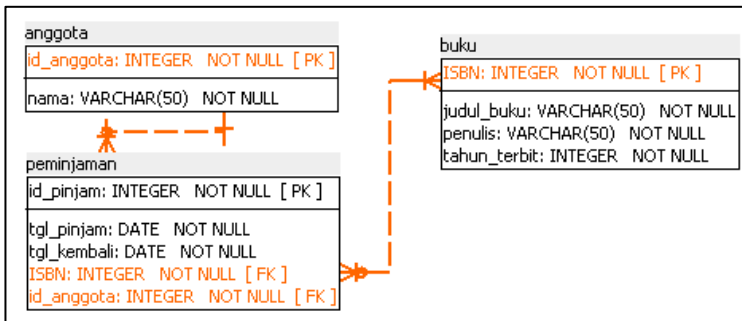 anggota
id_anggota: INTEGER NOT NULL [ PK ]
nama: VARCHAR(50) NOT NULL
peminjaman
id_pinjam: INTEGER NOT NULL [ PK ]
tgl_pinjam: DATE NOT NULL
tgl_kembali: DATE NOT NULL
ISBN: INTEGER NOT NULL [ FK ]
id_anggota: INTEGER NOT NULL [ FK ]
buku
ISBN: INTEGER NOT NULL [ PK ]
judul_buku: VARCHAR(50) NOT NULL
penulis: VARCHAR(50) NOT NULL
tahun_terbit: INTEGER NOT NULL